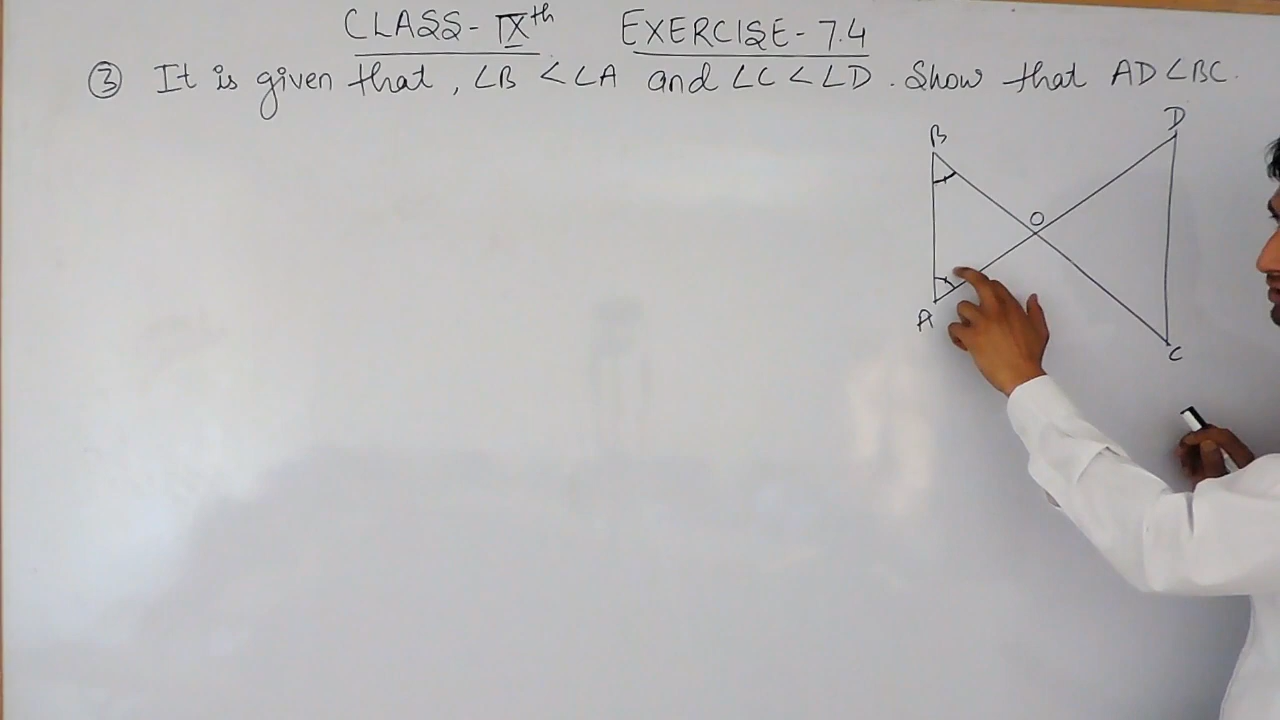 CLASS- IXth EXERCISE- 7.4
③ It is given that, ∠B < ∠A and ∠C < ∠D. Show that AD < BC.
B
D
O
A
C